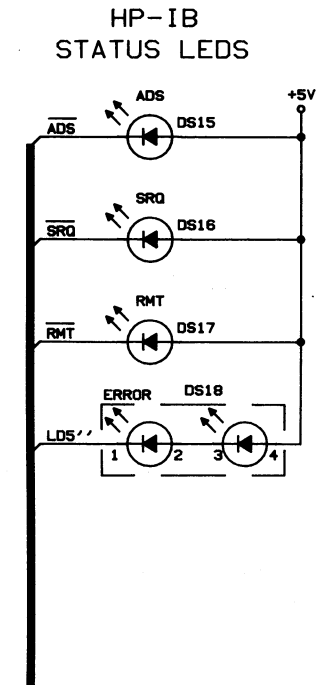 HP-IB
STATUS LEDS
+5V
ADS
ADS
DS15
SRQ
SRQ
DS16
RMT
RMT
DS17
ERROR
DS18
LD5′′
1
2
3
4